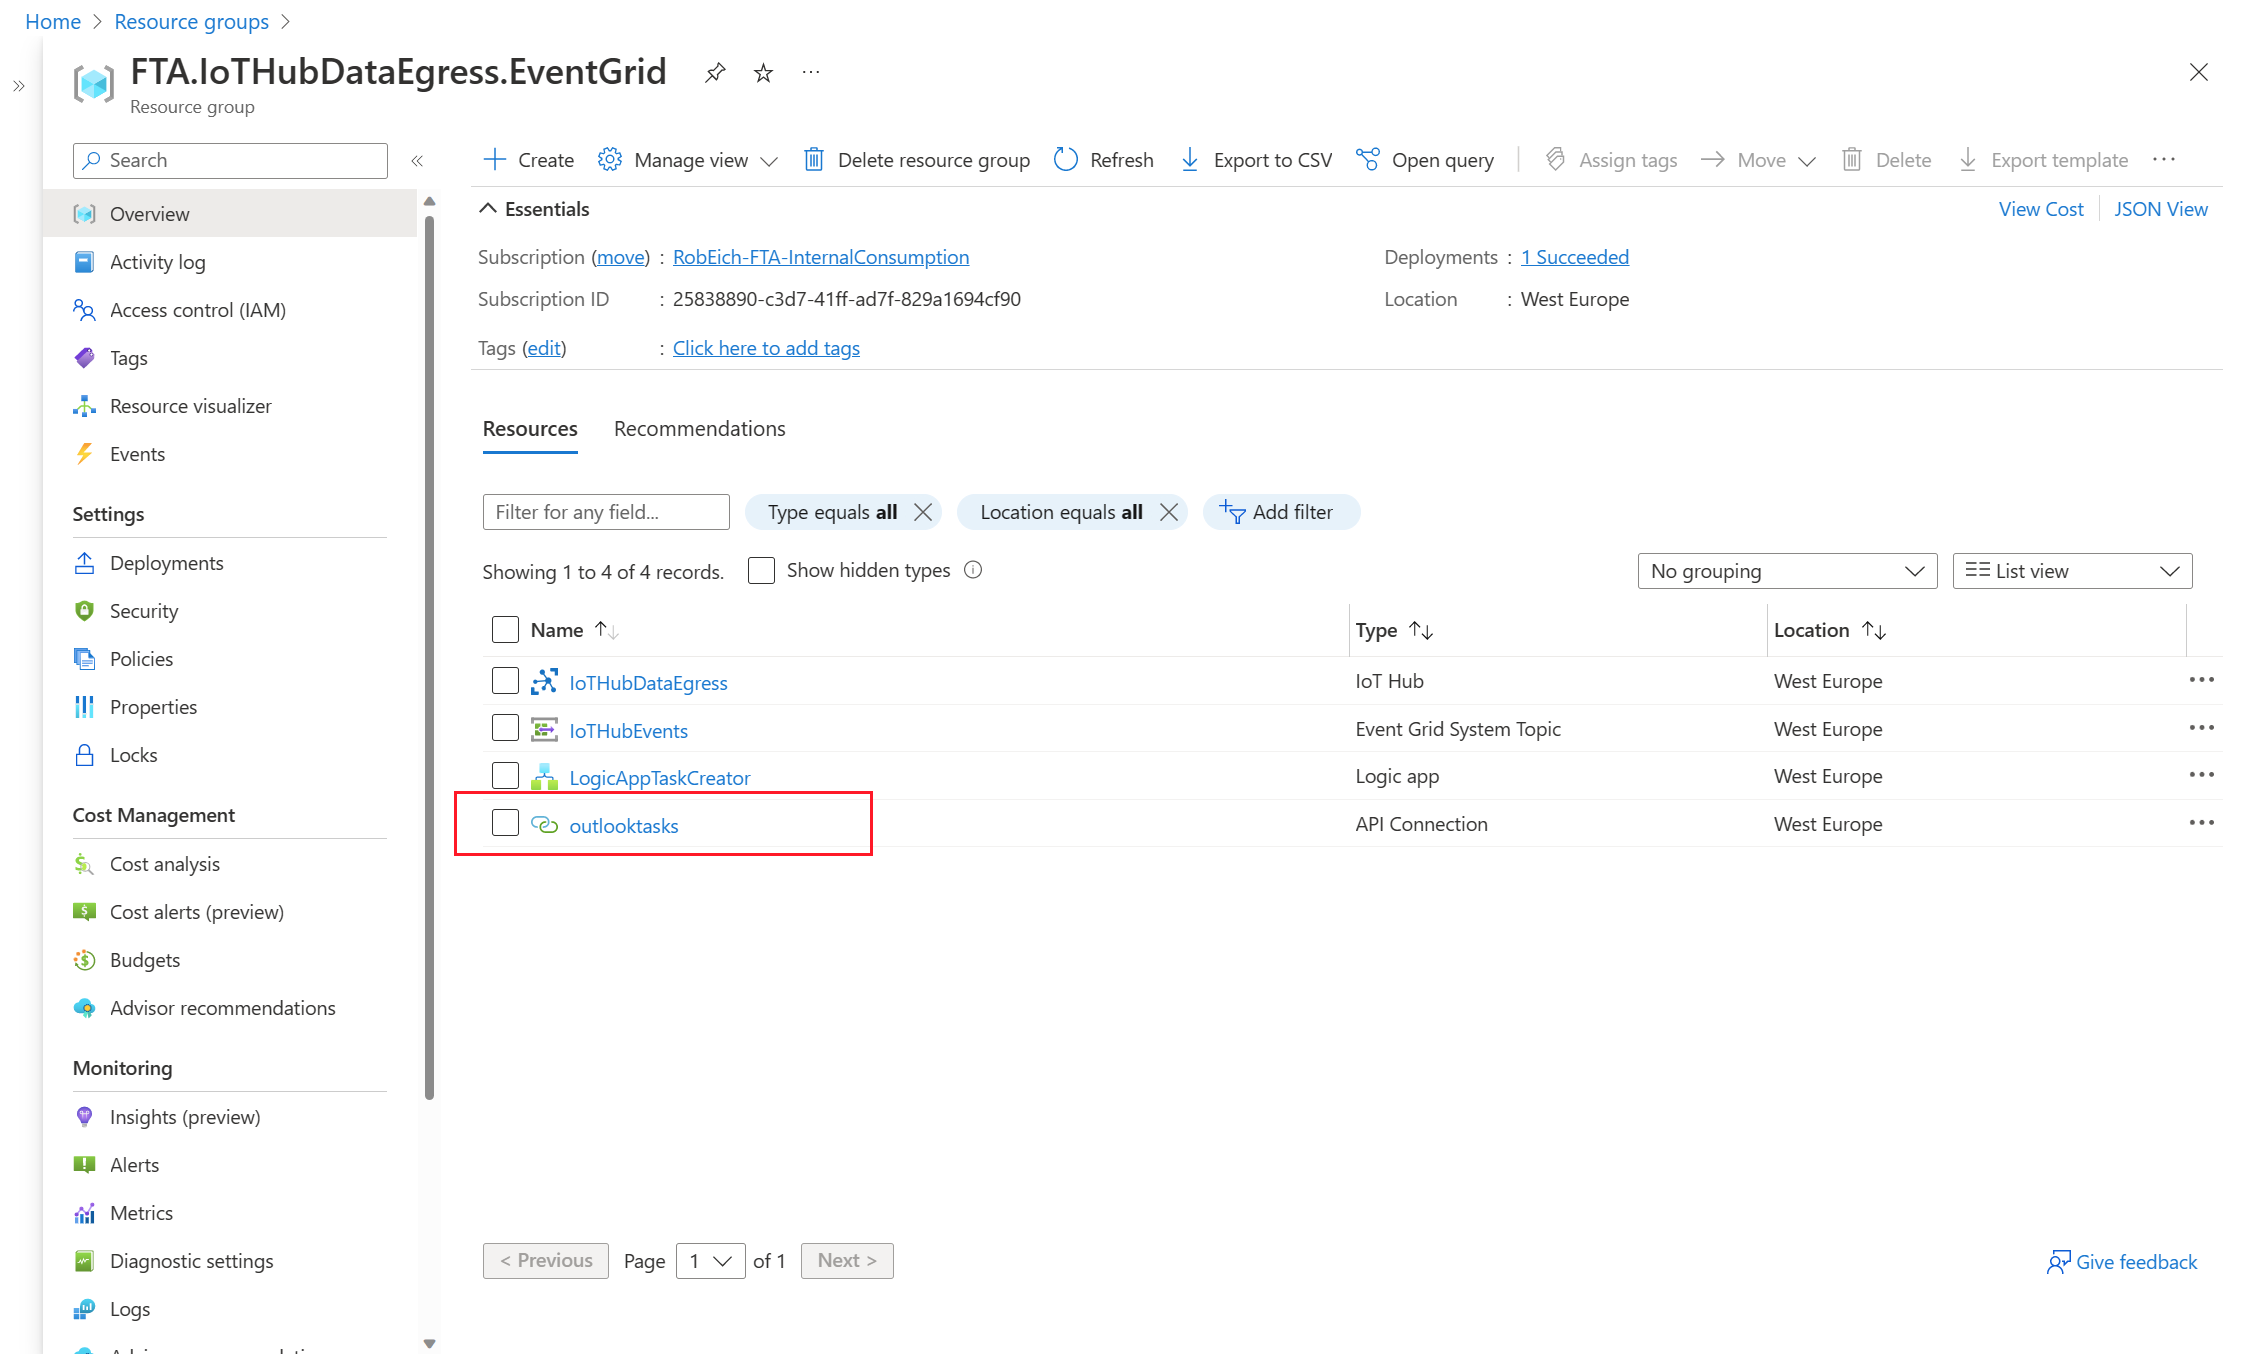 Home > Resource groups >
FTA.IoTHubDataEgress.EventGrid
Resource group
Search
Overview
Activity log
Access control (IAM)
Tags
Resource visualizer
Events
Settings
Deployments
Security
Policies
Properties
Locks
Cost Management
Cost analysis
Cost alerts (preview)
Budgets
Advisor recommendations
Monitoring
Insights (preview)
Alerts
Metrics
Diagnostic settings
Logs
Create Manage view Delete resource group Refresh Export to CSV Open query Assign tags Move Delete Export template
Essentials View Cost JSON View
Subscription (move) : RobEich-FTA-InternalConsumption Deployments : 1 Succeeded
Subscription ID : 25838890-c3d7-41ff-ad7f-829a1694cf90 Location : West Europe
Tags (edit) : Click here to add tags
Resources Recommendations
Filter for any field... Type equals all Location equals all Add filter
Showing 1 to 4 of 4 records. Show hidden types No grouping List view
Name Type Location
IoTHubDataEgress IoT Hub West Europe
IoTHubEvents Event Grid System Topic West Europe
LogicAppTaskCreator Logic app West Europe
outlooktasks API Connection West Europe
< Previous Page 1 of 1 Next > Give feedback